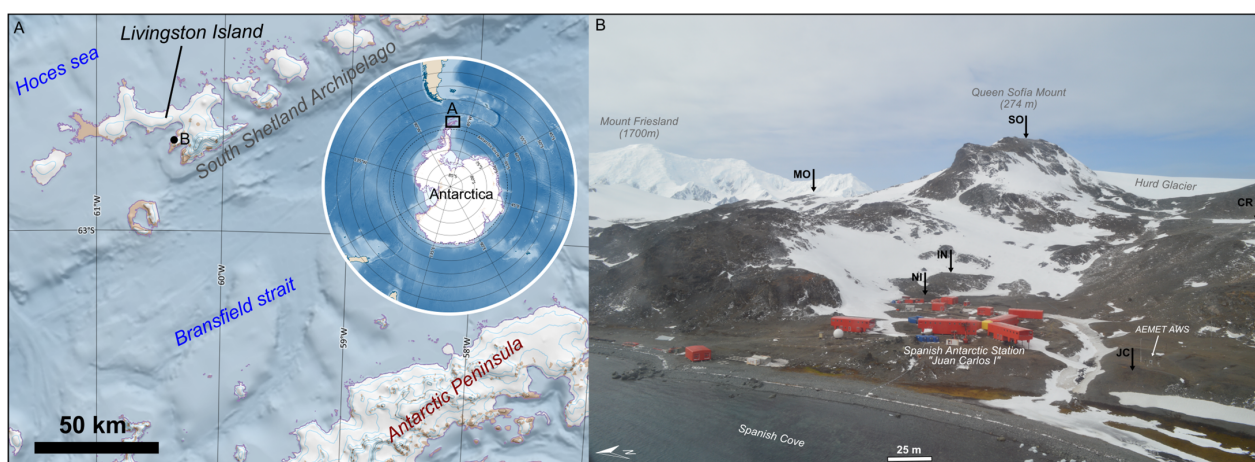 A
Livingston Island
Hoces sea
South Shetland Archipelago
B
A
Antarctica
61°W
63°S
60°W
59°W
58°W
Bransfield strait
Antarctic Peninsula
50 km
B
Queen Sofía Mount
(274 m)
SO
Mount Friesland
(1700m)
MO
Hurd Glacier
CR
IN
NI
AEMET AWS
JC
Spanish Antarctic Station
"Juan Carlos I"
Spanish Cove
N
25 m